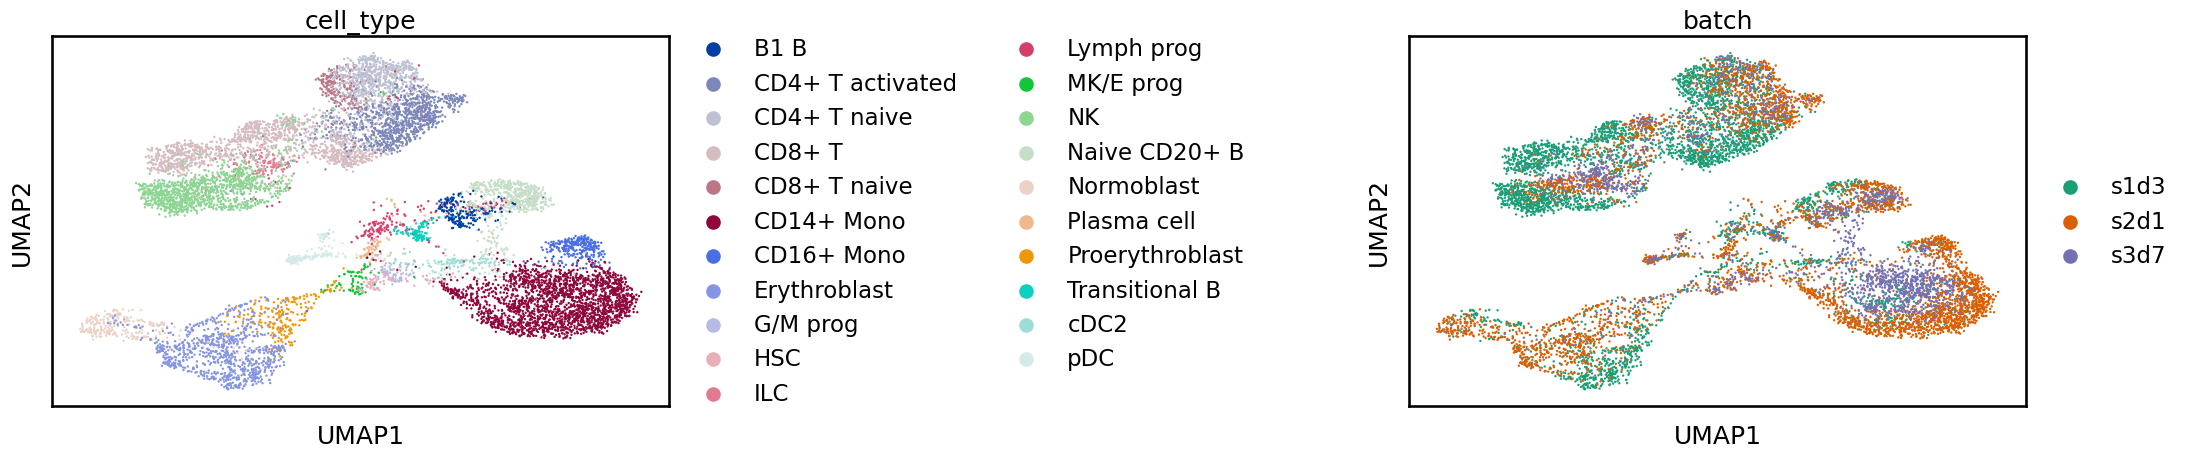 cell_type
UMAP2
UMAP1
B1 B
CD4+ T activated
CD4+ T naive
CD8+ T
CD8+ T naive
CD14+ Mono
CD16+ Mono
Erythroblast
G/M prog
HSC
ILC
Lymph prog
MK/E prog
NK
Naive CD20+ B
Normoblast
Plasma cell
Proerythroblast
Transitional B
cDC2
pDC
batch
UMAP2
UMAP1
s1d3
s2d1
s3d7